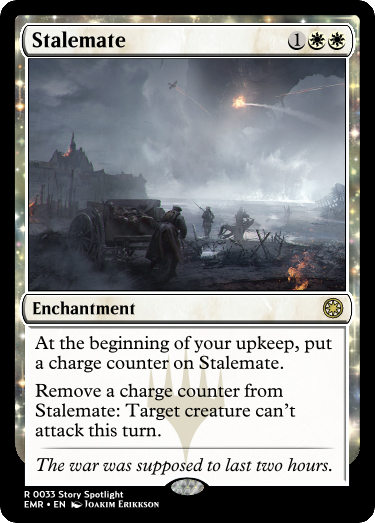 Stalemate 1
Enchantment
At the beginning of your upkeep, put
a charge counter on Stalemate.
Remove a charge counter from
Stalemate: Target creature can't
attack this turn.
The war was supposed to last two hours.
R 0033 Story Spotlight
EMR • EN Joakim Erikkson